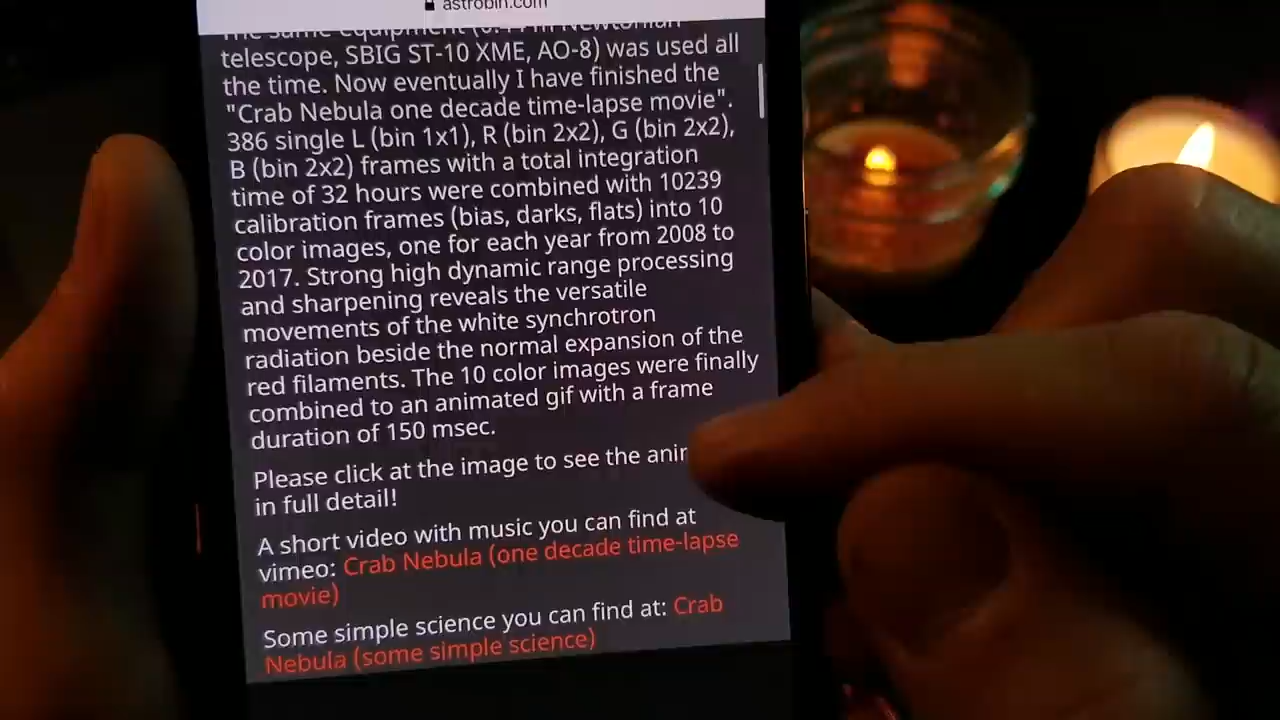 astrobin.com
The same equipment
telescope, SBIG ST-10 XME, AO-8) was used all
the time. Now eventually I have finished the
"Crab Nebula one decade time-lapse movie".
386 single L (bin 1x1), R (bin 2x2), G (bin 2x2),
B (bin 2x2) frames with a total integration
time of 32 hours were combined with 10239
calibration frames (bias, darks, flats) into 10
color images, one for each year from 2008 to
2017. Strong high dynamic range processing
and sharpening reveals the versatile
movements of the white synchrotron
radiation beside the normal expansion of the
red filaments. The 10 color images were finally
combined to an animated gif with a frame
duration of 150 msec.
Please click at the image to see the
in full detail!
A short video with music you can find at
vimeo: Crab Nebula (one decade time-lapse
movie)
Some simple science you can find at: Crab
Nebula (some simple science)